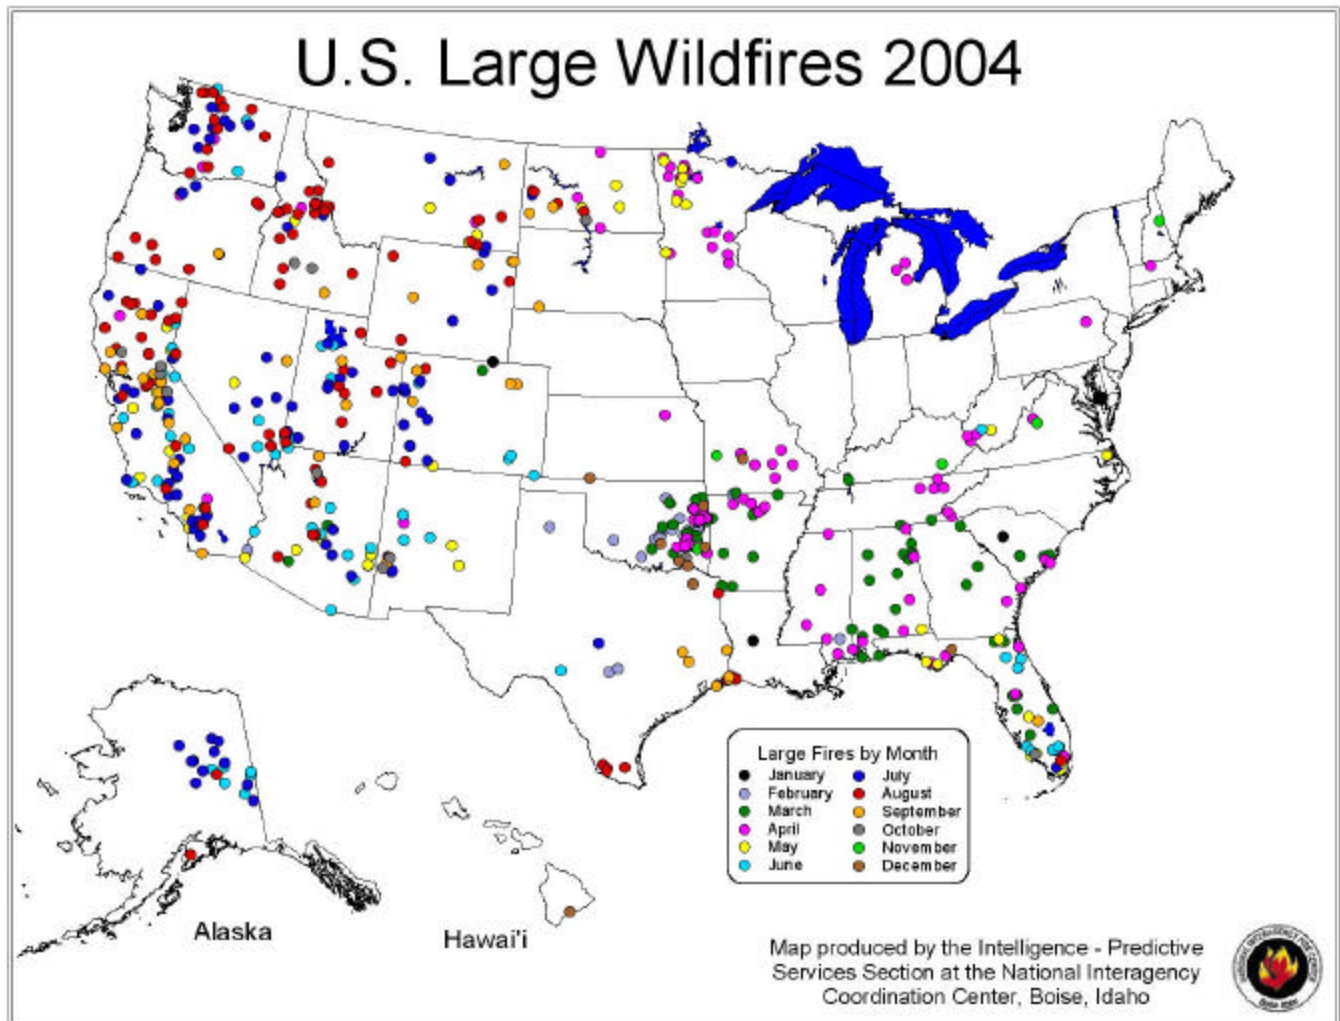 U.S. Large Wildfires 2004
Large Fires by Month
January
February
March
April
May
June
July
August
September
October
November
December
Alaska
Hawai'i
Map produced by the Intelligence - Predictive
Services Section at the National Interagency
Coordination Center, Boise, Idaho